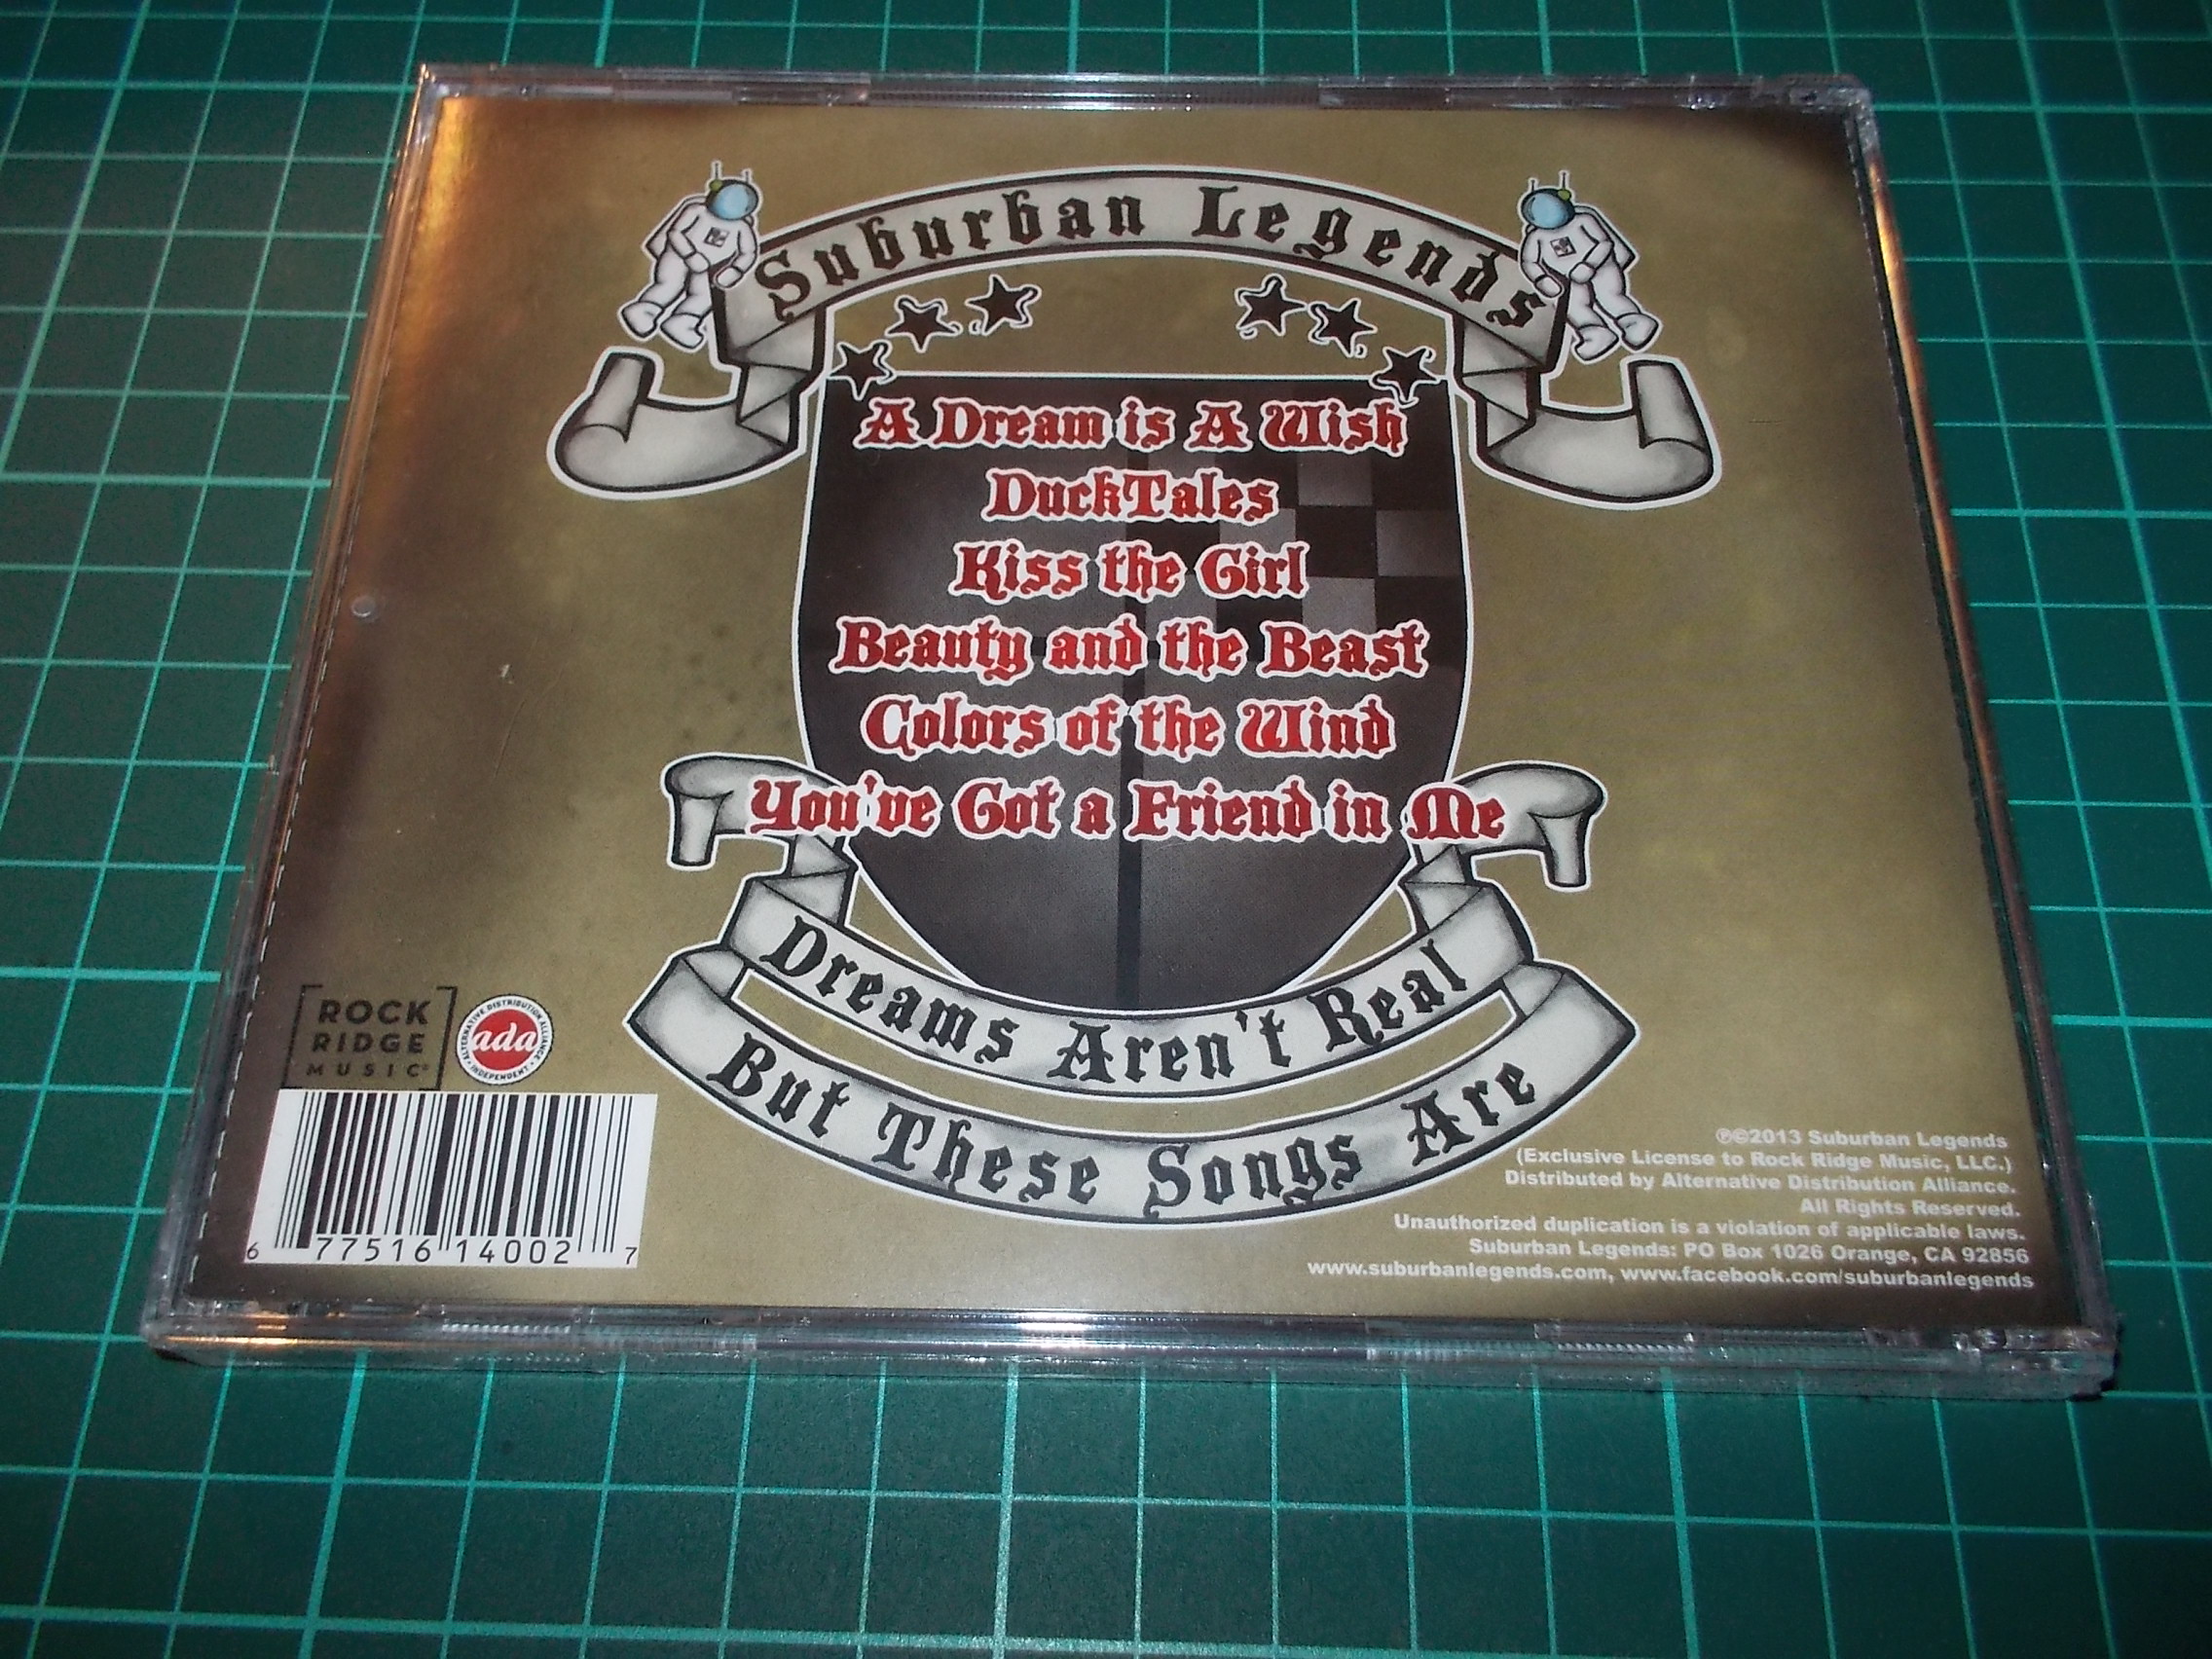 Suburban Legends
A Dream is A Wish
DuckTales
Kiss the Girl
Beauty and the Beast
Colors of the Wind
You've Got a Friend in Me
Dreams Aren't Real
But These Songs Are
ROCK
RIDGE
MUSIC
ALTERNATIVE DISTRIBUTION ALLIANCE
ada
INDEPENDENT
6 77516 14002 7
℗©2013 Suburban Legends
(Exclusive License to Rock Ridge Music, LLC.)
Distributed by Alternative Distribution Alliance.
All Rights Reserved.
Unauthorized duplication is a violation of applicable laws.
Suburban Legends: PO Box 1026 Orange, CA 92856
www.suburbanlegends.com, www.facebook.com/suburbanlegends